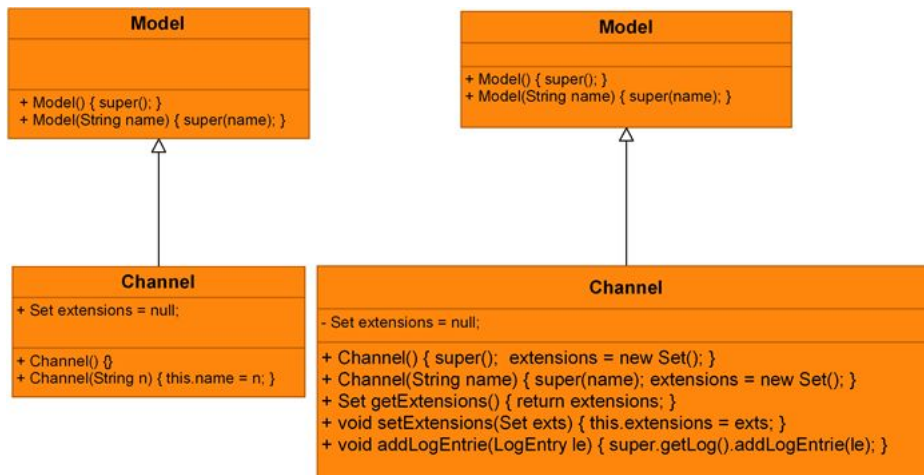 Model
+ Model() { super(); }
+ Model(String name) { super(name); }
Channel
+ Set extensions = null;
+ Channel() {}
+ Channel(String n) { this.name = n; }
Model
+ Model() { super(); }
+ Model(String name) { super(name); }
Channel
- Set extensions = null;
+ Channel() { super(); extensions = new Set(); }
+ Channel(String name) { super(name); extensions = new Set(); }
+ Set getExtensions() { return extensions; }
+ void setExtensions(Set exts) { this.extensions = exts; }
+ void addLogEntrie(LogEntry le) { super.getLog().addLogEntrie(le); }